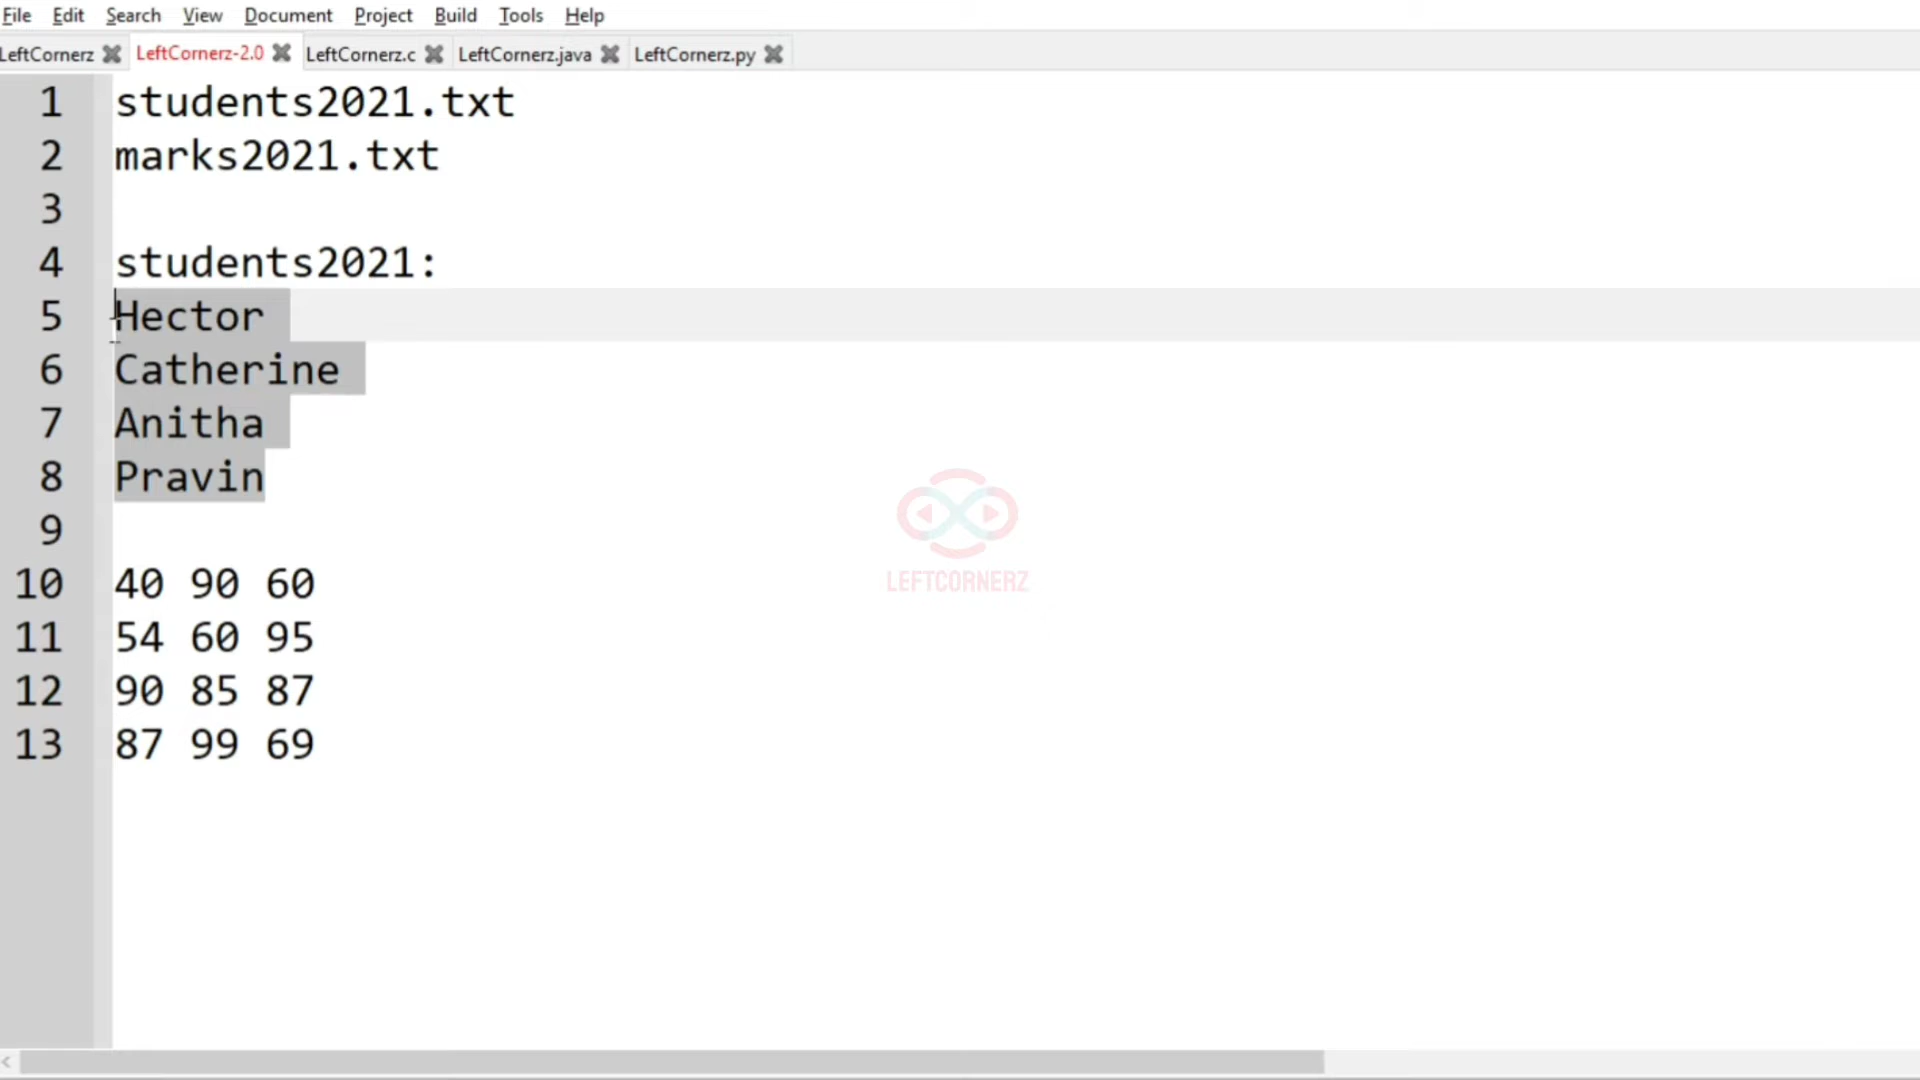 File Edit Search View Document Project Build Tools Help
LeftCornerz LeftCornerz-2.0 LeftCornerz.c LeftCornerz.java LeftCornerz.py
1 students2021.txt
2 marks2021.txt
3
4 students2021:
5 Hector
6 Catherine
7 Anitha
8 Pravin
9
10 40 90 60
11 54 60 95
12 90 85 87
13 87 99 69
LEFTCORNERZ